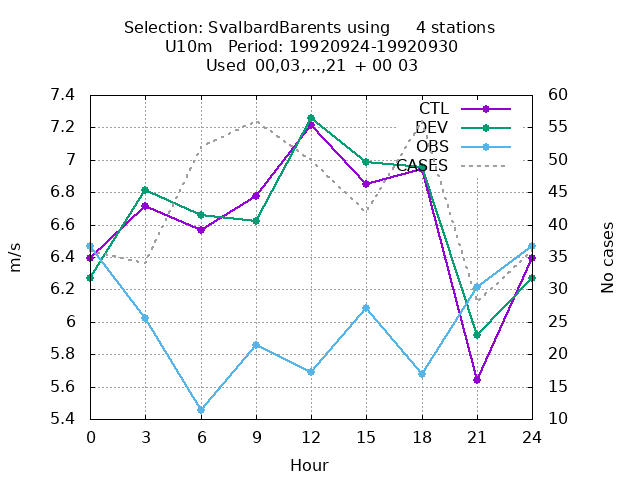 Selection: SvalbardBarents using     4 stations
U10m   Period: 19920924-19920930
Used 00,03,...,21 + 00 03
7.4
7.2
7
6.8
6.6
6.4
6.2
6
5.8
5.6
5.4
60
55
50
45
40
35
30
25
20
15
10
CTL
DEV
OBS
CASES
m/s
No cases
0 3 6 9 12 15 18 21 24
Hour